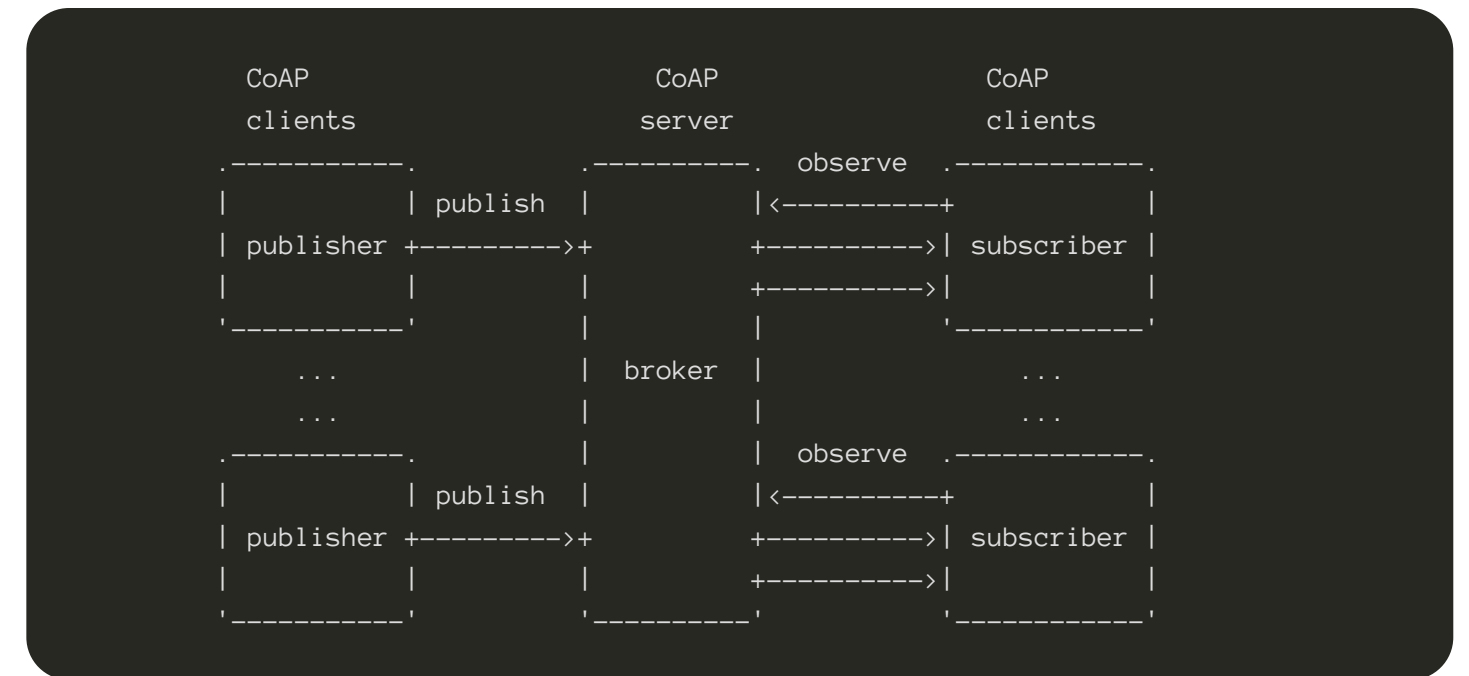 CoAP CoAP CoAP
clients server clients
.-----------. .----------. observe .------------.
| | publish | |<----------+ |
| publisher +--------->+ +---------->| subscriber |
| | | +---------->| |
'-----------' | | '------------'
... | broker | ...
... | | ...
.-----------. | | observe .------------.
| | publish | |<----------+ |
| publisher +--------->+ +---------->| subscriber |
| | | +---------->| |
'-----------' '----------' '------------'